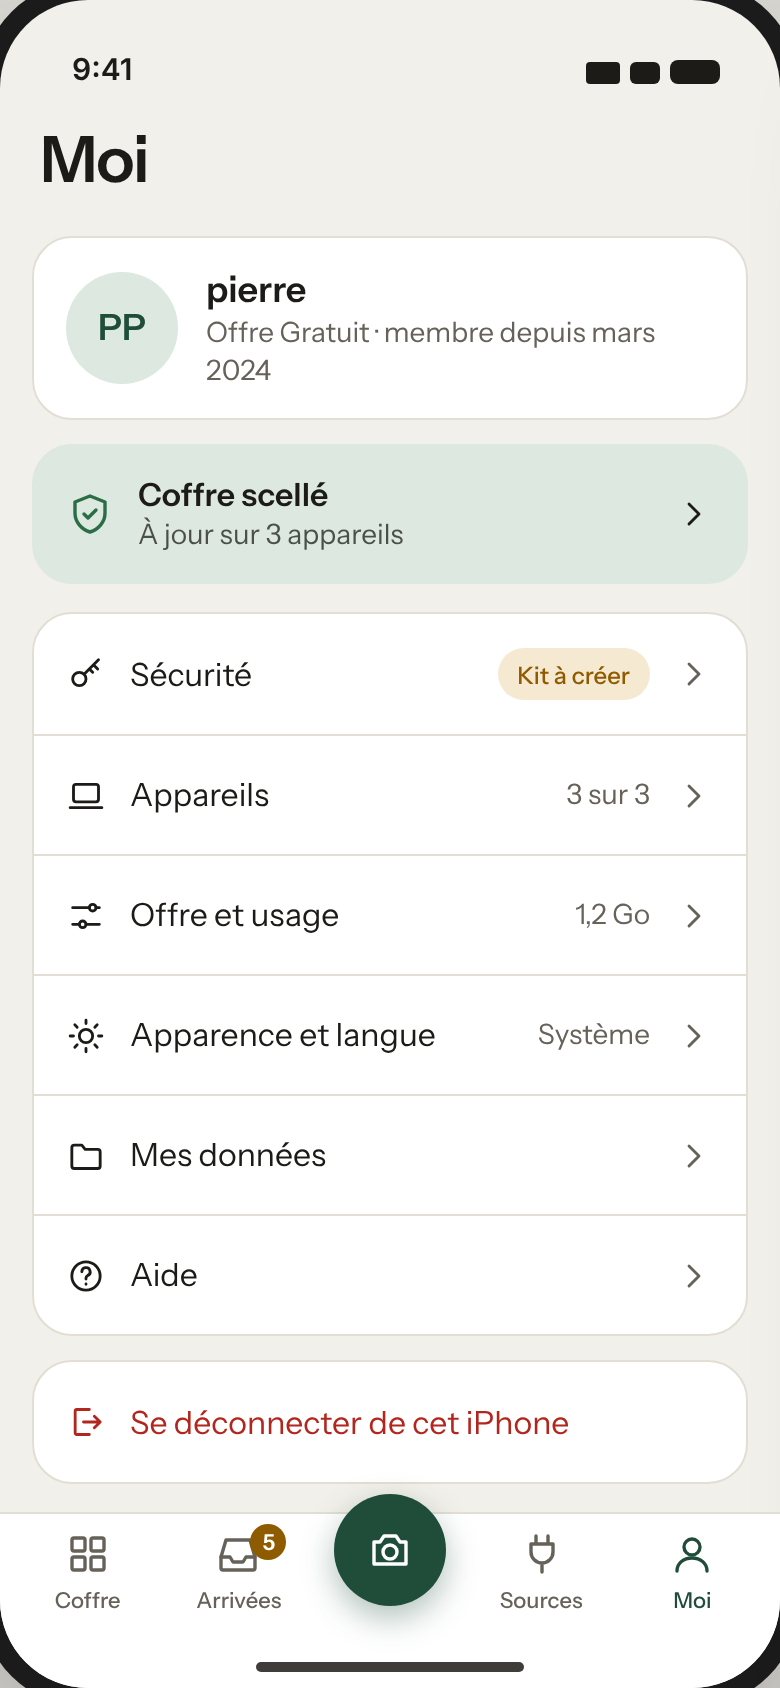 9:41
Moi
PP
pierre
Offre Gratuit · membre depuis mars
2024
Coffre scellé
À jour sur 3 appareils
Sécurité
Kit à créer
Appareils
3 sur 3
Offre et usage
1,2 Go
Apparence et langue
Système
Mes données
Aide
Se déconnecter de cet iPhone
5
Coffre
Arrivées
Sources
Moi